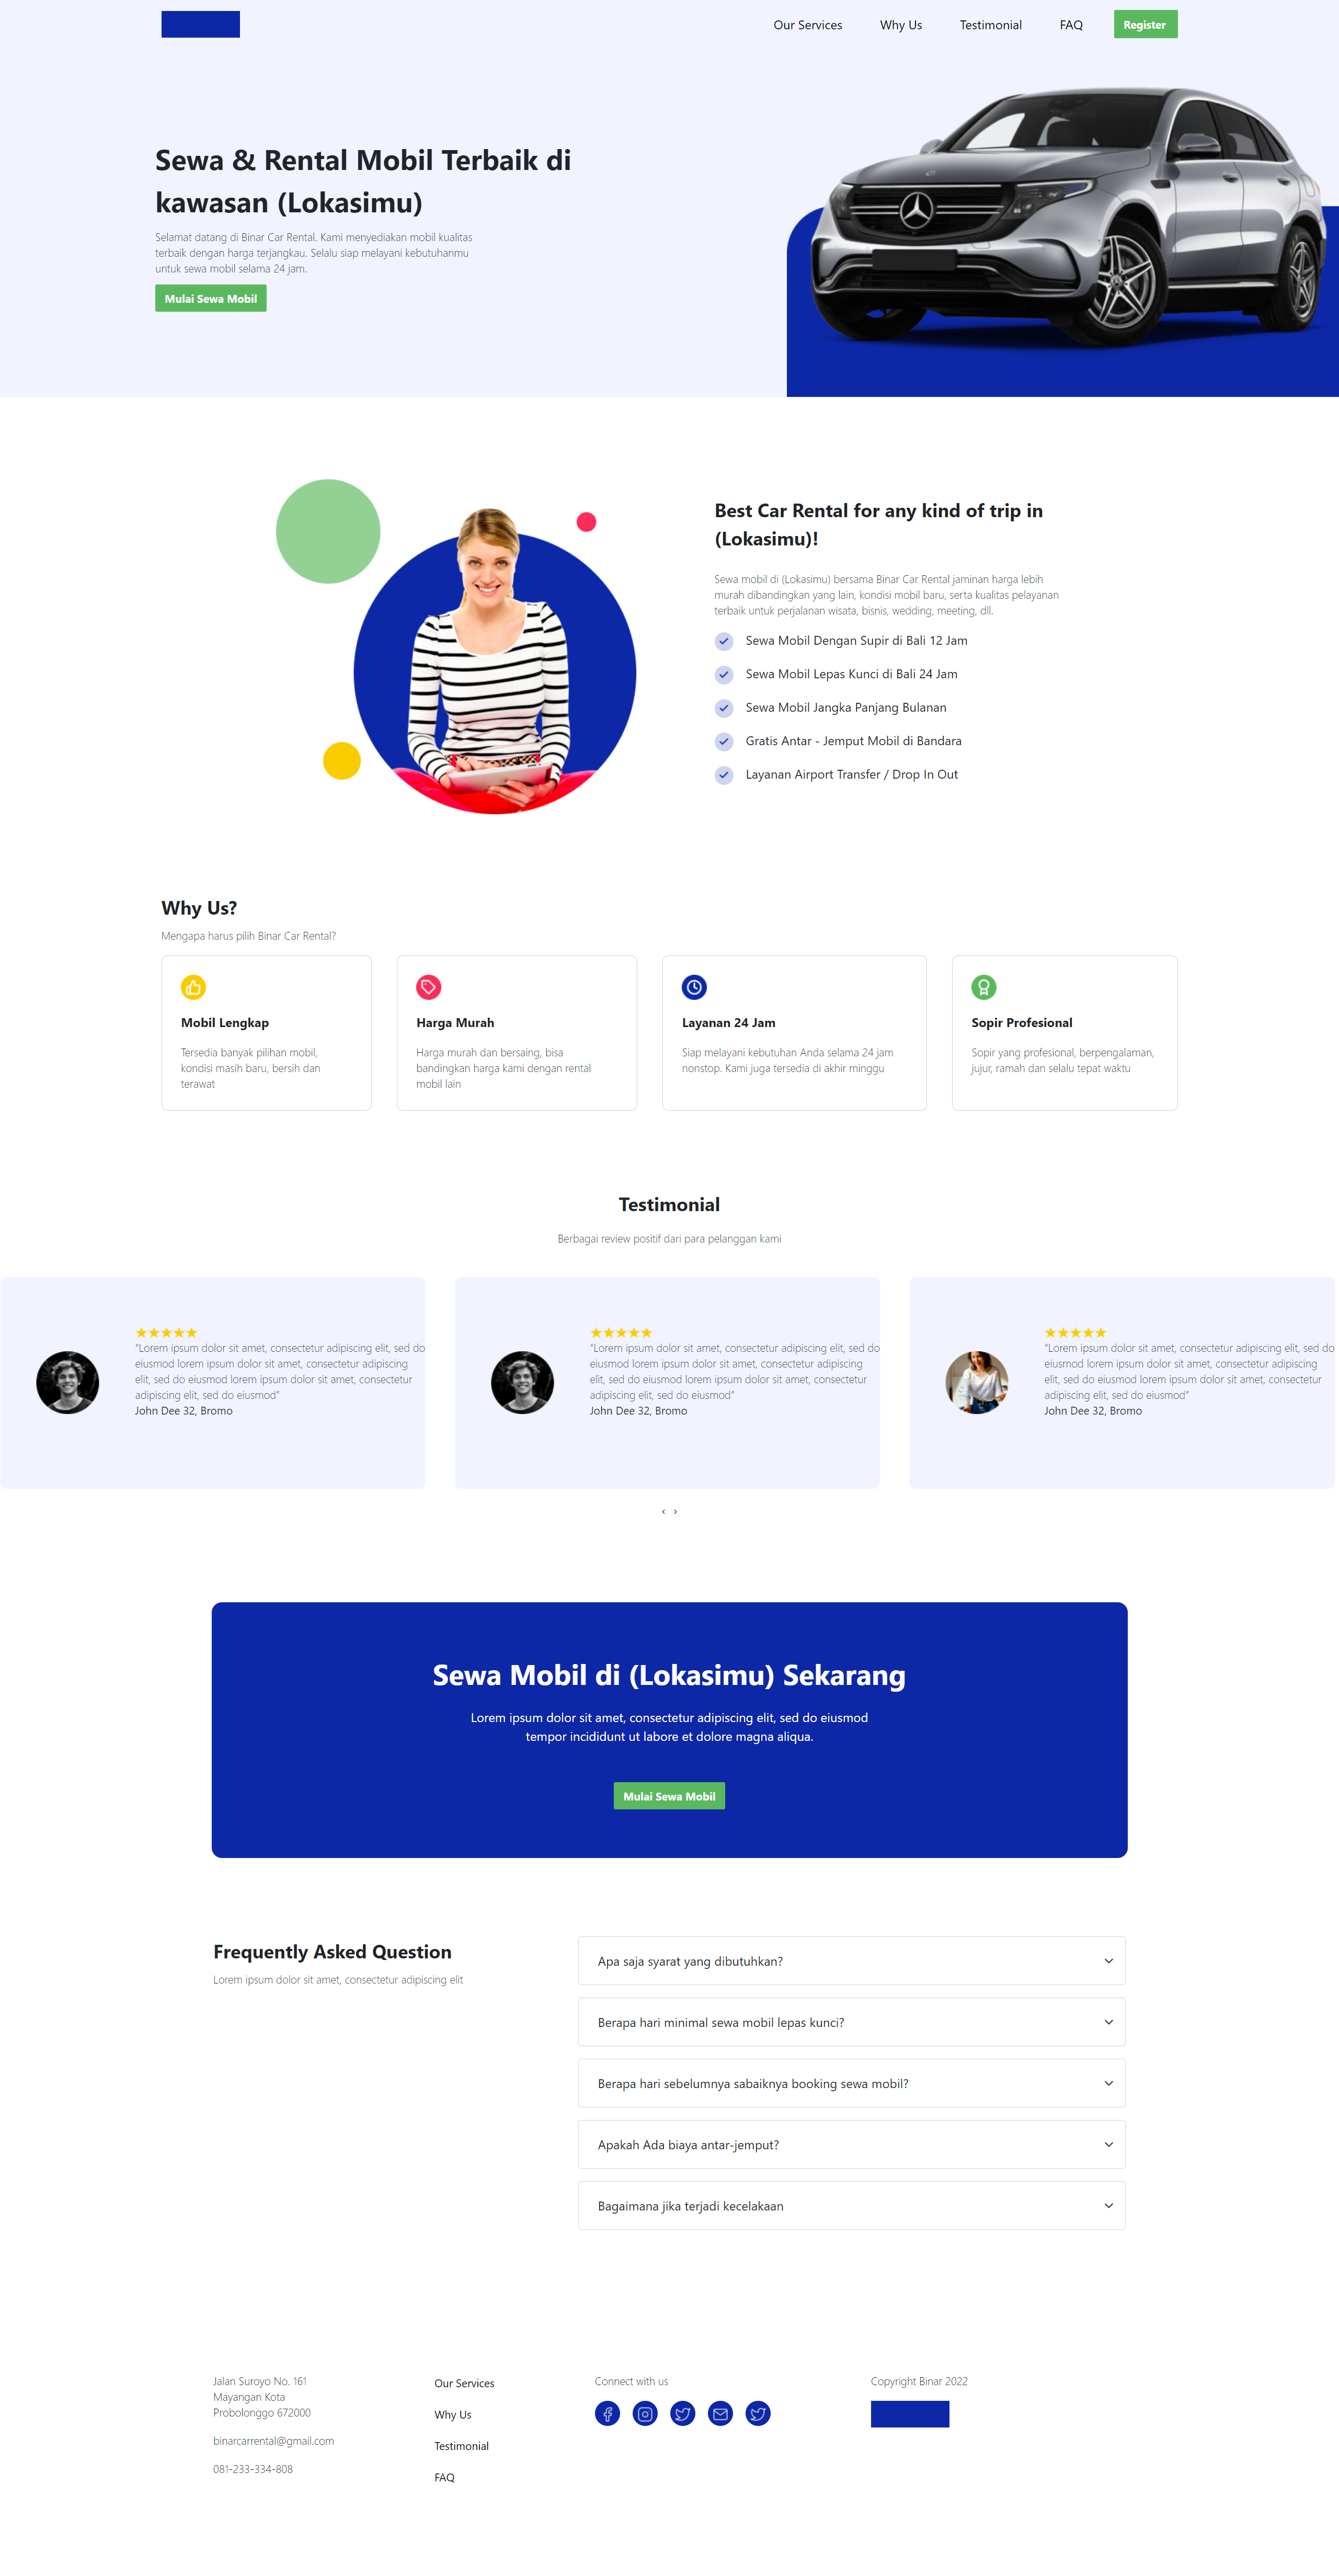 Our Services
Why Us
Testimonial
FAQ
Register
Sewa & Rental Mobil Terbaik di
kawasan (Lokasimu)
Selamat datang di Binar Car Rental. Kami menyediakan mobil kualitas
terbaik dengan harga terjangkau. Selalu siap melayani kebutuhanmu
untuk sewa mobil selama 24 jam.
Mulai Sewa Mobil
Best Car Rental for any kind of trip in
(Lokasimu)!
Sewa mobil di (Lokasimu) bersama Binar Car Rental jaminan harga lebih
murah dibandingkan yang lain, kondisi mobil baru, serta kualitas pelayanan
terbaik untuk perjalanan wisata, bisnis, wedding, meeting, dll.
Sewa Mobil Dengan Supir di Bali 12 Jam
Sewa Mobil Lepas Kunci di Bali 24 Jam
Sewa Mobil Jangka Panjang Bulanan
Gratis Antar - Jemput Mobil di Bandara
Layanan Airport Transfer / Drop In Out
Why Us?
Mengapa harus pilih Binar Car Rental?
Mobil Lengkap
Tersedia banyak pilihan mobil,
kondisi masih baru, bersih dan
terawat
Harga Murah
Harga murah dan bersaing, bisa
bandingkan harga kami dengan rental
mobil lain
Layanan 24 Jam
Siap melayani kebutuhan Anda selama 24 jam
nonstop. Kami juga tersedia di akhir minggu
Sopir Profesional
Sopir yang profesional, berpengalaman,
jujur, ramah dan selalu tepat waktu
Testimonial
Berbagai review positif dari para pelanggan kami
“Lorem ipsum dolor sit amet, consectetur adipiscing elit, sed do
eiusmod lorem ipsum dolor sit amet, consectetur adipiscing
elit, sed do eiusmod lorem ipsum dolor sit amet, consectetur
adipiscing elit, sed do eiusmod”
John Dee 32, Bromo
“Lorem ipsum dolor sit amet, consectetur adipiscing elit, sed do
eiusmod lorem ipsum dolor sit amet, consectetur adipiscing
elit, sed do eiusmod lorem ipsum dolor sit amet, consectetur
adipiscing elit, sed do eiusmod”
John Dee 32, Bromo
“Lorem ipsum dolor sit amet, consectetur adipiscing elit, sed do
eiusmod lorem ipsum dolor sit amet, consectetur adipiscing
elit, sed do eiusmod lorem ipsum dolor sit amet, consectetur
adipiscing elit, sed do eiusmod”
John Dee 32, Bromo
‹ ›
Sewa Mobil di (Lokasimu) Sekarang
Lorem ipsum dolor sit amet, consectetur adipiscing elit, sed do eiusmod
tempor incididunt ut labore et dolore magna aliqua.
Mulai Sewa Mobil
Frequently Asked Question
Lorem ipsum dolor sit amet, consectetur adipiscing elit
Apa saja syarat yang dibutuhkan?
Berapa hari minimal sewa mobil lepas kunci?
Berapa hari sebelumnya sabaiknya booking sewa mobil?
Apakah Ada biaya antar-jemput?
Bagaimana jika terjadi kecelakaan
Jalan Suroyo No. 161
Mayangan Kota
Probolonggo 672000
binarcarrental@gmail.com
081-233-334-808
Our Services
Why Us
Testimonial
FAQ
Connect with us
Copyright Binar 2022